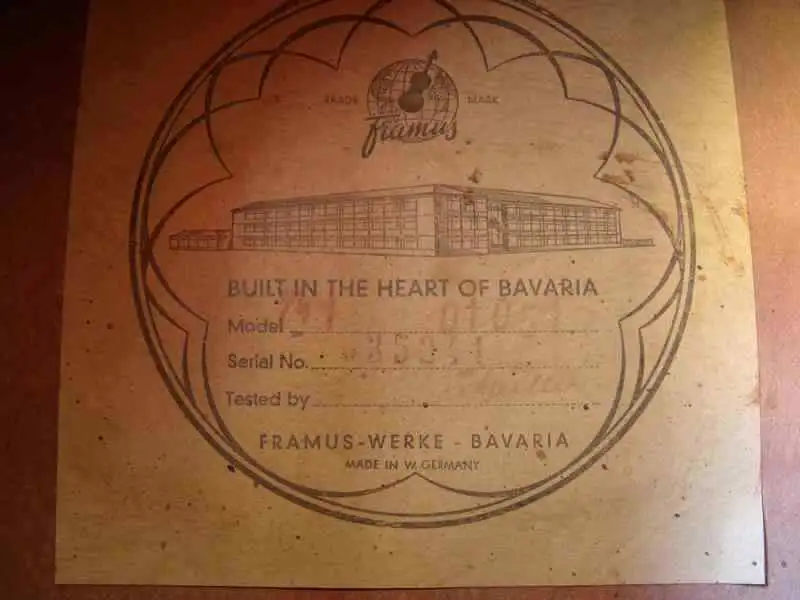 TRADE MARK
Framus
BUILT IN THE HEART OF BAVARIA
Model
Serial No.
Tested by
FRAMUS-WERKE - BAVARIA
MADE IN W. GERMANY